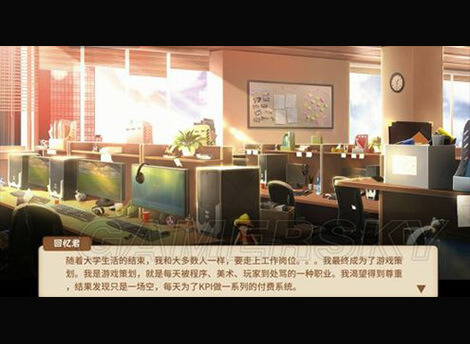 GAMERSKY
回忆君
随着大学生活的结束，我和大多数人一样，要走上工作岗位。。。我最终成为了游戏策
划。我是游戏策划，就是每天被程序、美术、玩家到处骂的一种职业。我渴望得到尊重
，结果发现只是一场空，每天为了KPI做一系列的付费系统。